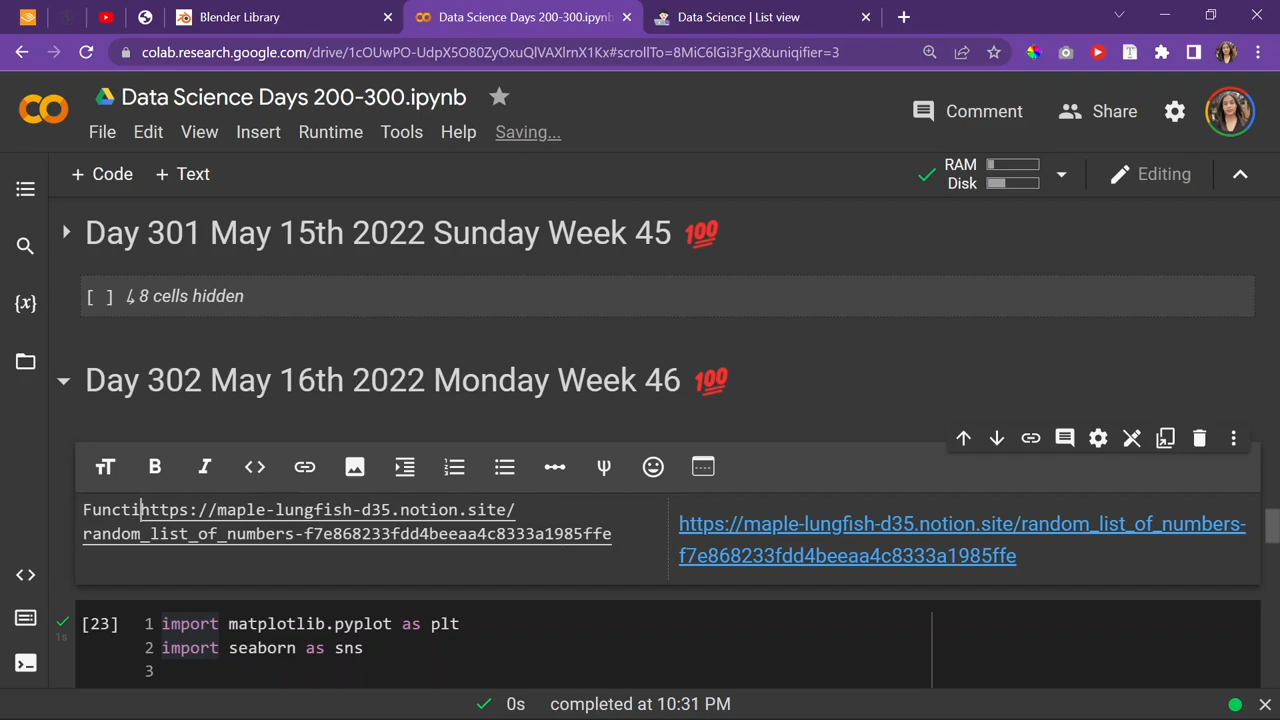 Blender Library
Data Science Days 200-300.ipynb
Data Science | List view
colab.research.google.com/drive/1cOUwPO-UdpX5O80ZyOxuQlVAXlrnX1Kx#scrollTo=8MiC6lGi3FgX&uniqifier=3
Data Science Days 200-300.ipynb
Comment
Share
File Edit View Insert Runtime Tools Help Saving...
+ Code + Text
RAM
Disk
Editing
Day 301 May 15th 2022 Sunday Week 45 💯
[ ] ↳ 8 cells hidden
Day 302 May 16th 2022 Monday Week 46 💯
Functihttps://maple-lungfish-d35.notion.site/
random_list_of_numbers-f7e868233fdd4beeaa4c8333a1985ffe
https://maple-lungfish-d35.notion.site/random_list_of_numbers-
f7e868233fdd4beeaa4c8333a1985ffe
[23] 1 import matplotlib.pyplot as plt
1s
2 import seaborn as sns
3
0s completed at 10:31 PM